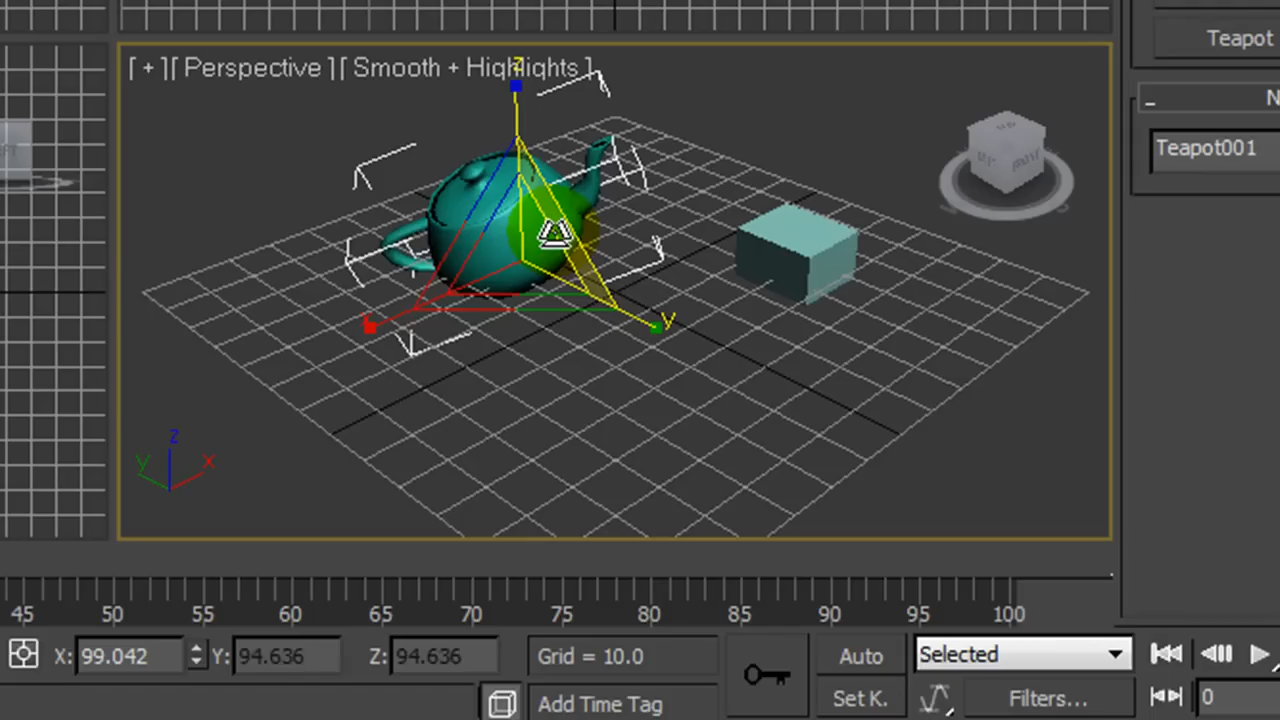 Teapot
[ + ][ Perspective ][ Smooth + Highlights ]
z
N
Teapot001
x
y
z
y
x
45 50 55 60 65 70 75 80 85 90 95 100
X: 99.042 Y: 94.636 Z: 94.636 Grid = 10.0 Auto Selected
Add Time Tag Set K. Filters... 0